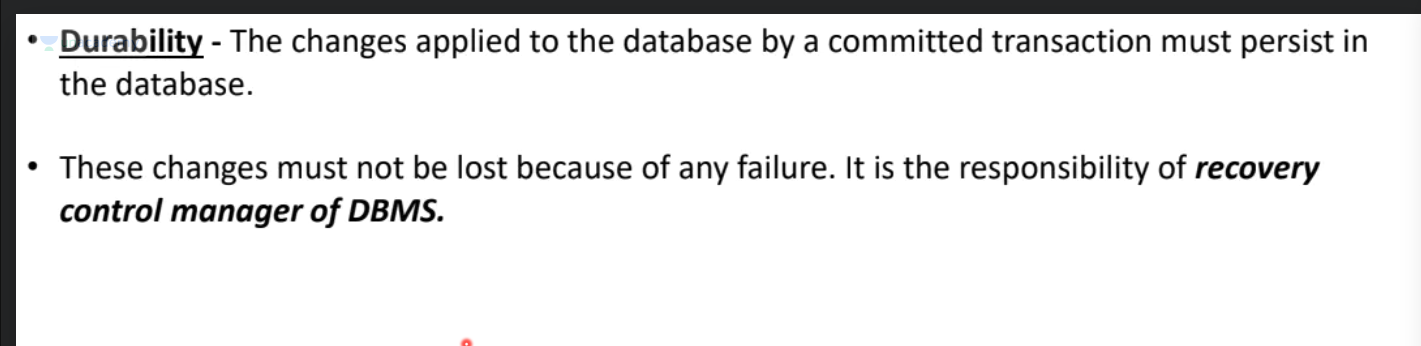 • Durability - The changes applied to the database by a committed transaction must persist in
the database.
• These changes must not be lost because of any failure. It is the responsibility of recovery
control manager of DBMS.